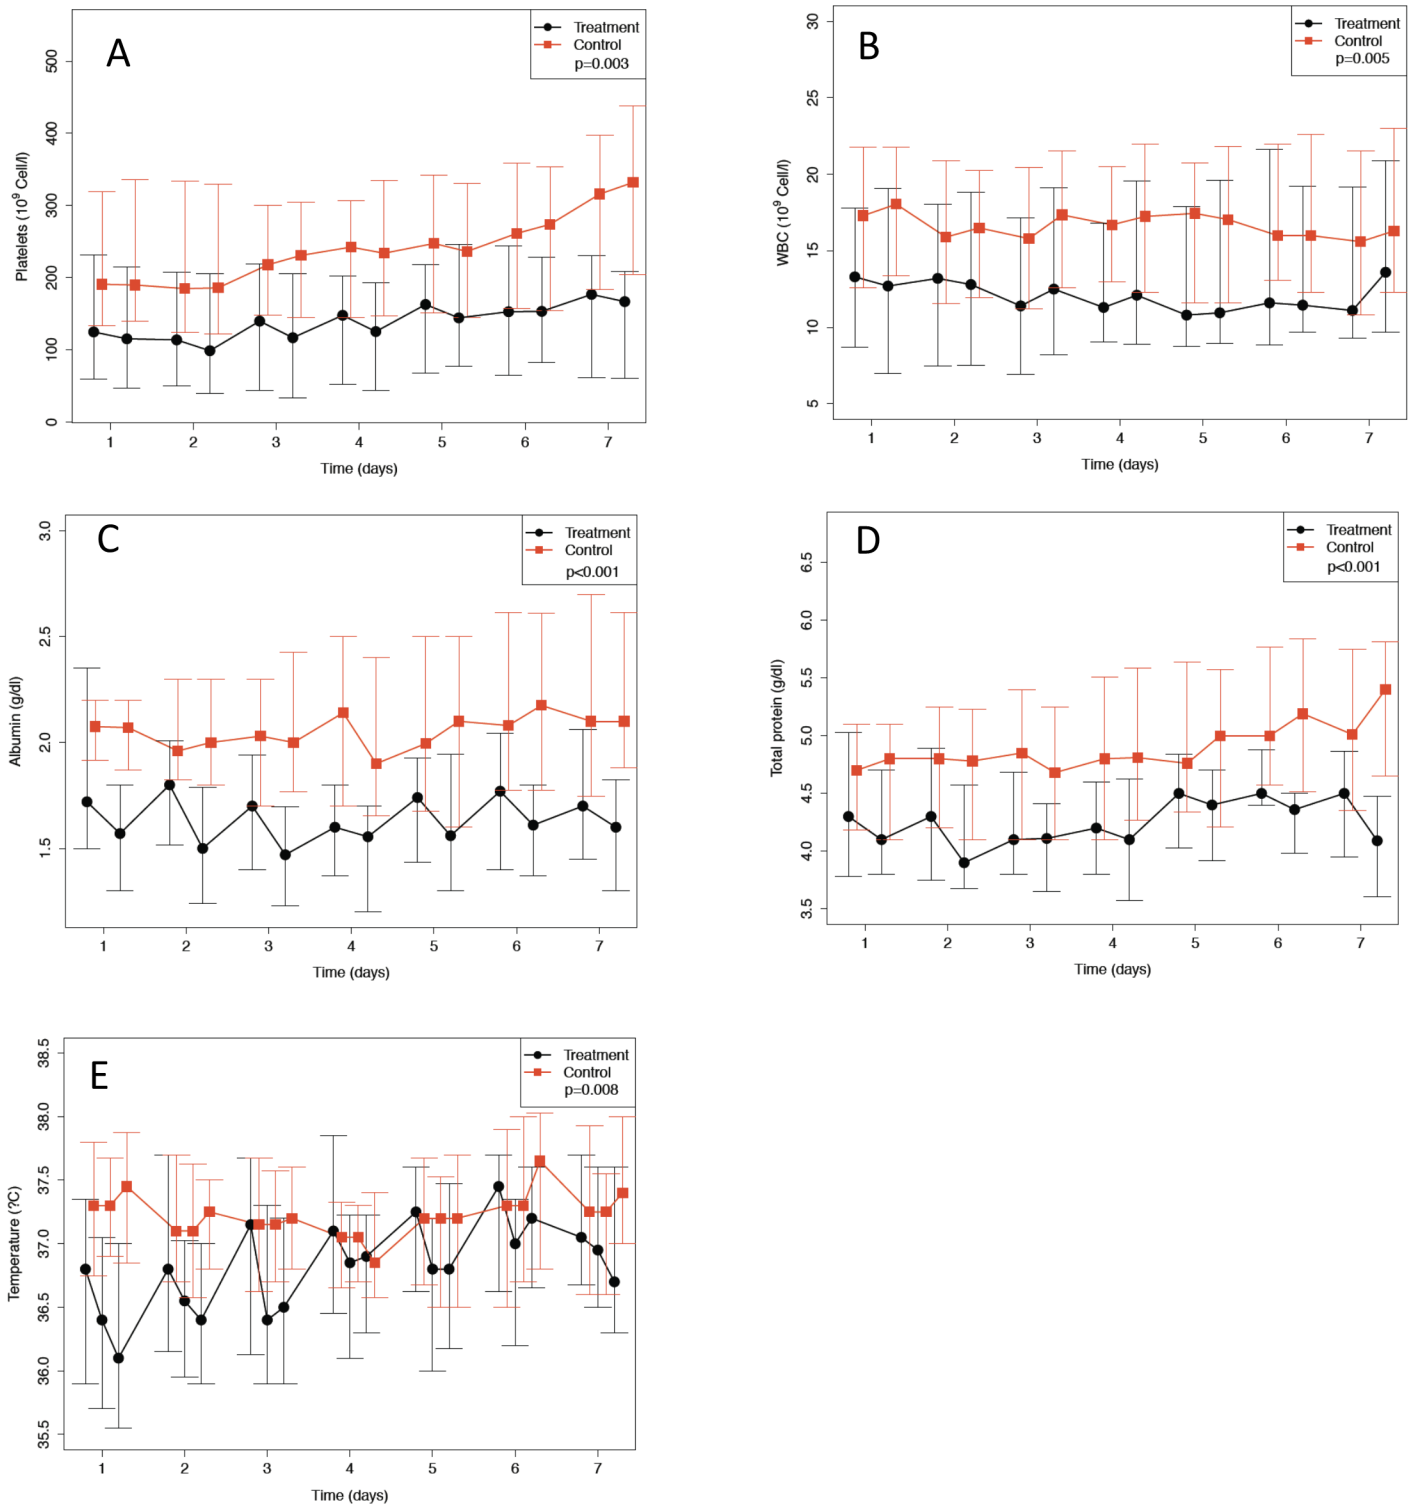 A
Treatment
Control
p=0.003
Platelets (10⁹ Cell/l)
500
400
300
200
100
0
1 2 3 4 5 6 7
Time (days)
B
Treatment
Control
p=0.005
WBC (10⁹ Cell/l)
30
25
20
15
10
5
1 2 3 4 5 6 7
Time (days)
C
Treatment
Control
p<0.001
Albumin (g/dl)
3.0
2.5
2.0
1.5
1 2 3 4 5 6 7
Time (days)
D
Treatment
Control
p<0.001
Total protein (g/dl)
6.5
6.0
5.5
5.0
4.5
4.0
3.5
1 2 3 4 5 6 7
Time (days)
E
Treatment
Control
p=0.008
Temperature (?C)
38.5
38.0
37.5
37.0
36.5
36.0
35.5
1 2 3 4 5 6 7
Time (days)